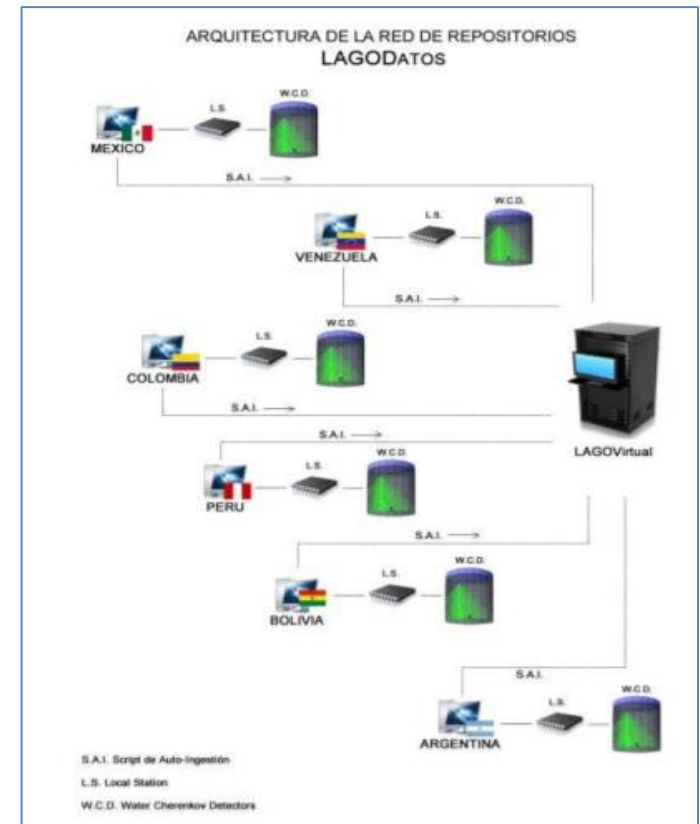 ARQUITECTURA DE LA RED DE REPOSITORIOS
LAGODATOS
W.C.D.
L.S.
MEXICO
S.A.I.
W.C.D.
L.S.
VENEZUELA
S.A.I.
W.C.D.
L.S.
COLOMBIA
S.A.I.
LAGOVirtual
S.A.I.
W.C.D.
L.S.
PERU
S.A.I.
W.C.D.
L.S.
BOLIVIA
S.A.I.
W.C.D.
L.S.
ARGENTINA
S.A.I. Script de Auto-Ingestión
L.S. Local Station
W.C.D. Water Cherenkov Detectors